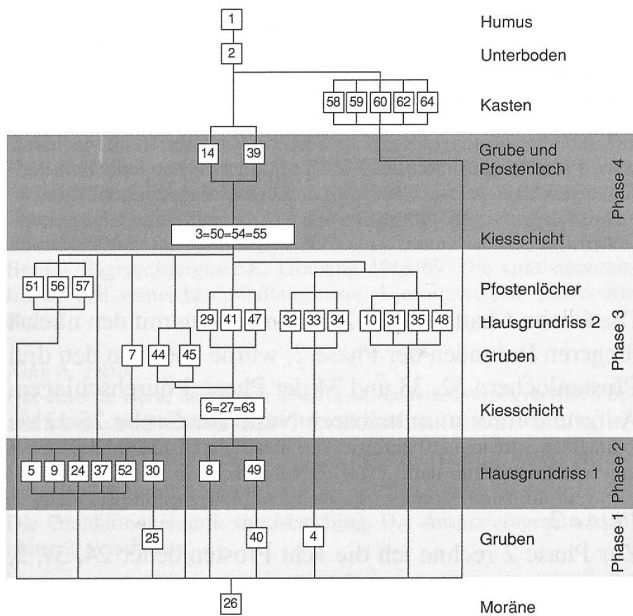 1 Humus
2 Unterboden
58 59 60 62 64 Kasten
14 39 Grube und
Pfostenloch
Phase 4
3=50=54=55 Kiesschicht
51 56 57 Pfostenlöcher
29 41 47 32 33 34 10 31 35 48 Hausgrundriss 2
Phase 3
7 44 45 Gruben
6=27=63 Kiesschicht
5 9 24 37 52 30 8 49 Hausgrundriss 1
Phase 2
25 40 4 Gruben
Phase 1
26 Moräne